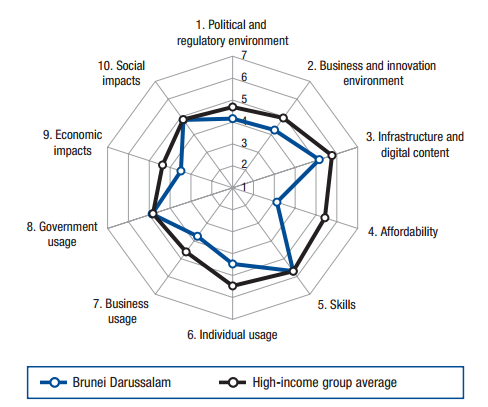 1. Political and
regulatory environment
7
10. Social
impacts
2. Business and innovation
environment
6
5
4
9. Economic
impacts
3. Infrastructure and
digital content
3
2
1
8. Government
usage
4. Affordability
7. Business
usage
5. Skills
6. Individual usage
Brunei Darussalam
High-income group average